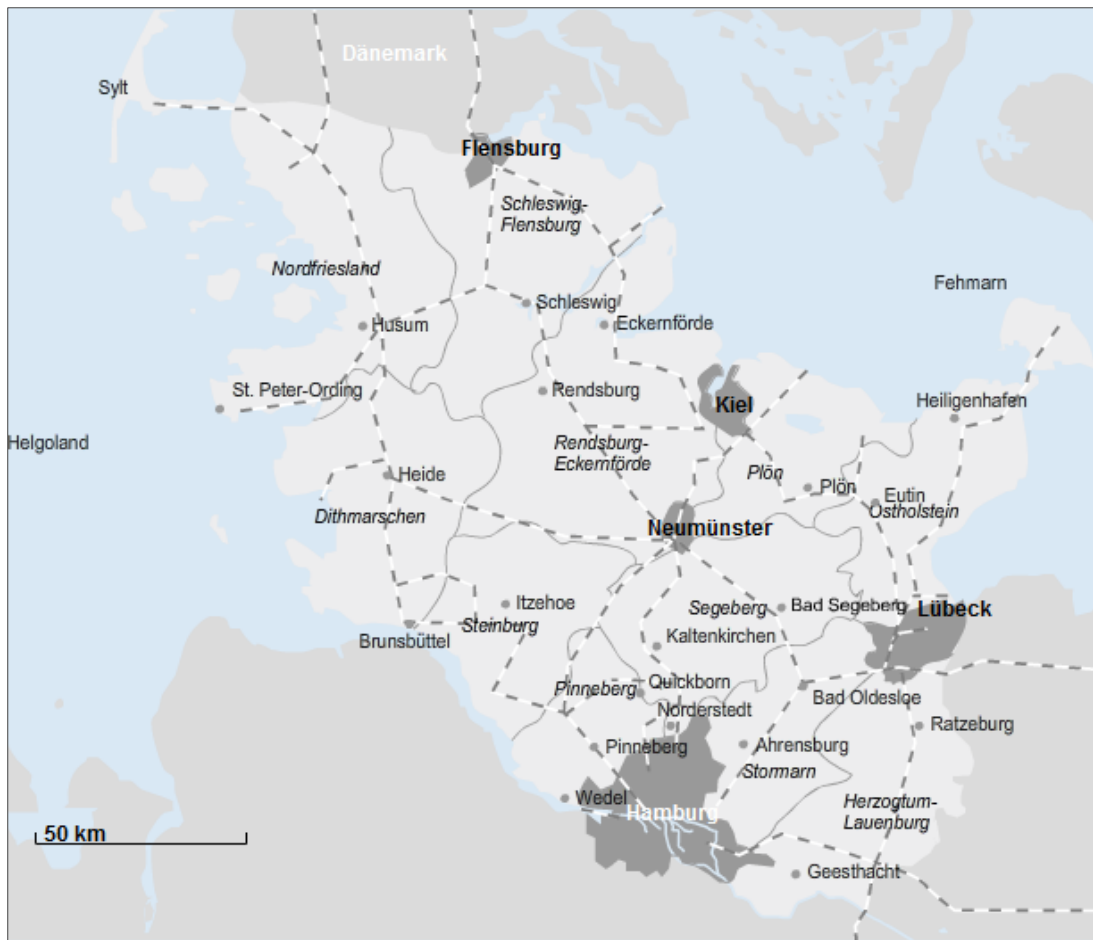 Dänemark
Sylt
Flensburg
Schleswig-
Flensburg
Nordfriesland
Fehmarn
Schleswig
Husum
Eckernförde
St. Peter-Ording
Rendsburg
Kiel
Heiligenhafen
Helgoland
Rendsburg-
Eckernförde
Heide
Plön
Plön
Eutin
Ostholstein
Dithmarschen
Neumünster
Itzehoe
Segeberg
Bad Segeberg
Lübeck
Steinburg
Brunsbüttel
Kaltenkirchen
Pinneberg
Quickborn
Bad Oldesloe
Norderstedt
Ratzeburg
Pinneberg
Ahrensburg
Stormarn
Wedel
Hamburg
Herzogtum-
Lauenburg
50 km
Geesthacht